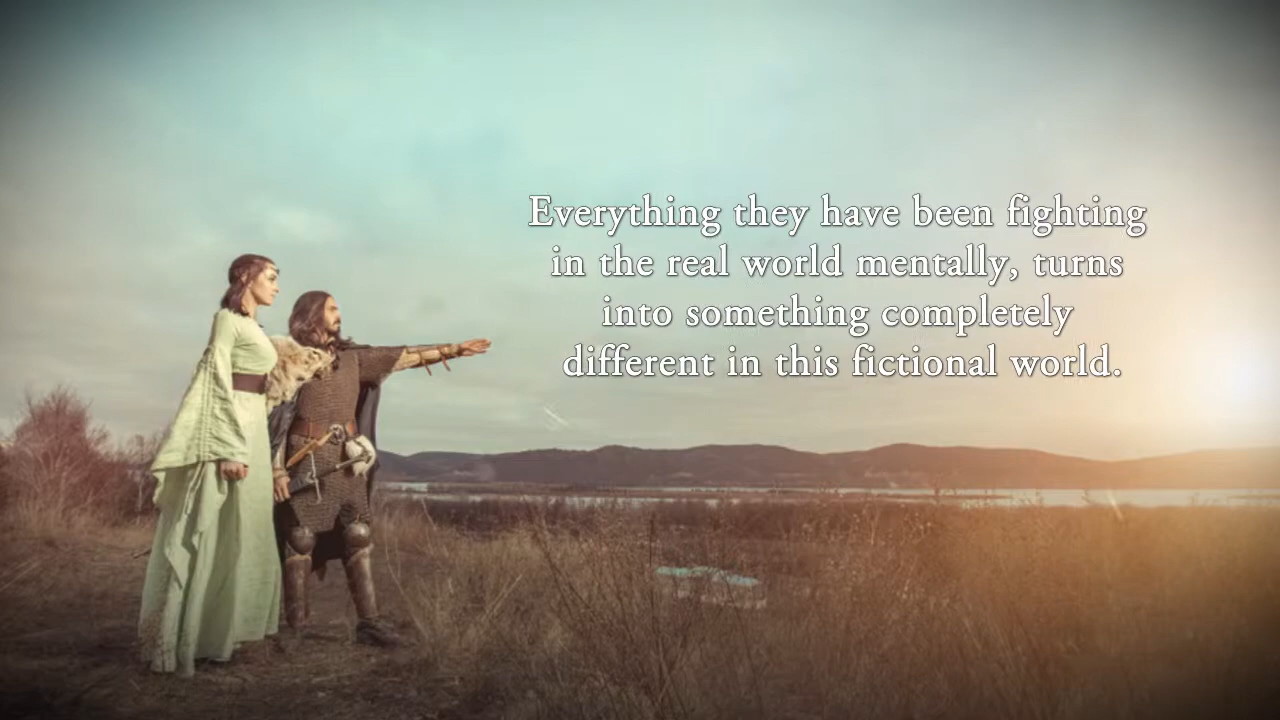 Everything they have been fighting
in the real world mentally, turns
into something completely
different in this fictional world.